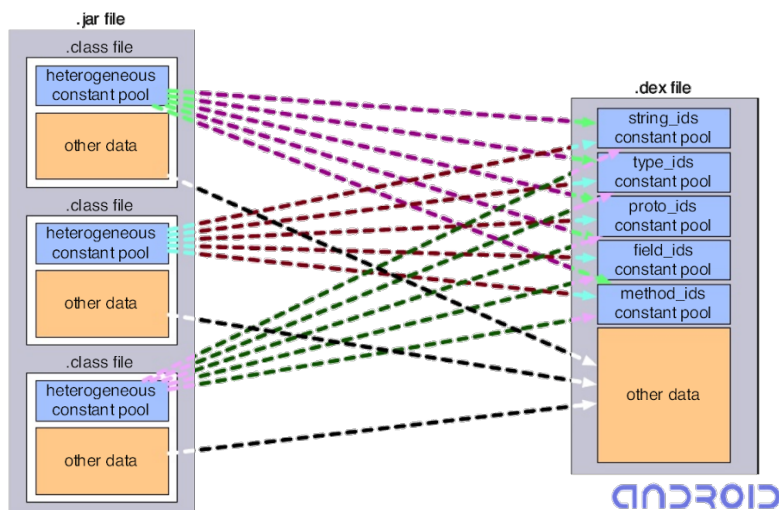 .jar file
.class file
heterogeneous
constant pool
other data
.class file
heterogeneous
constant pool
other data
.class file
heterogeneous
constant pool
other data
.dex file
string_ids
constant pool
type_ids
constant pool
proto_ids
constant pool
field_ids
constant pool
method_ids
constant pool
other data
ANDROID